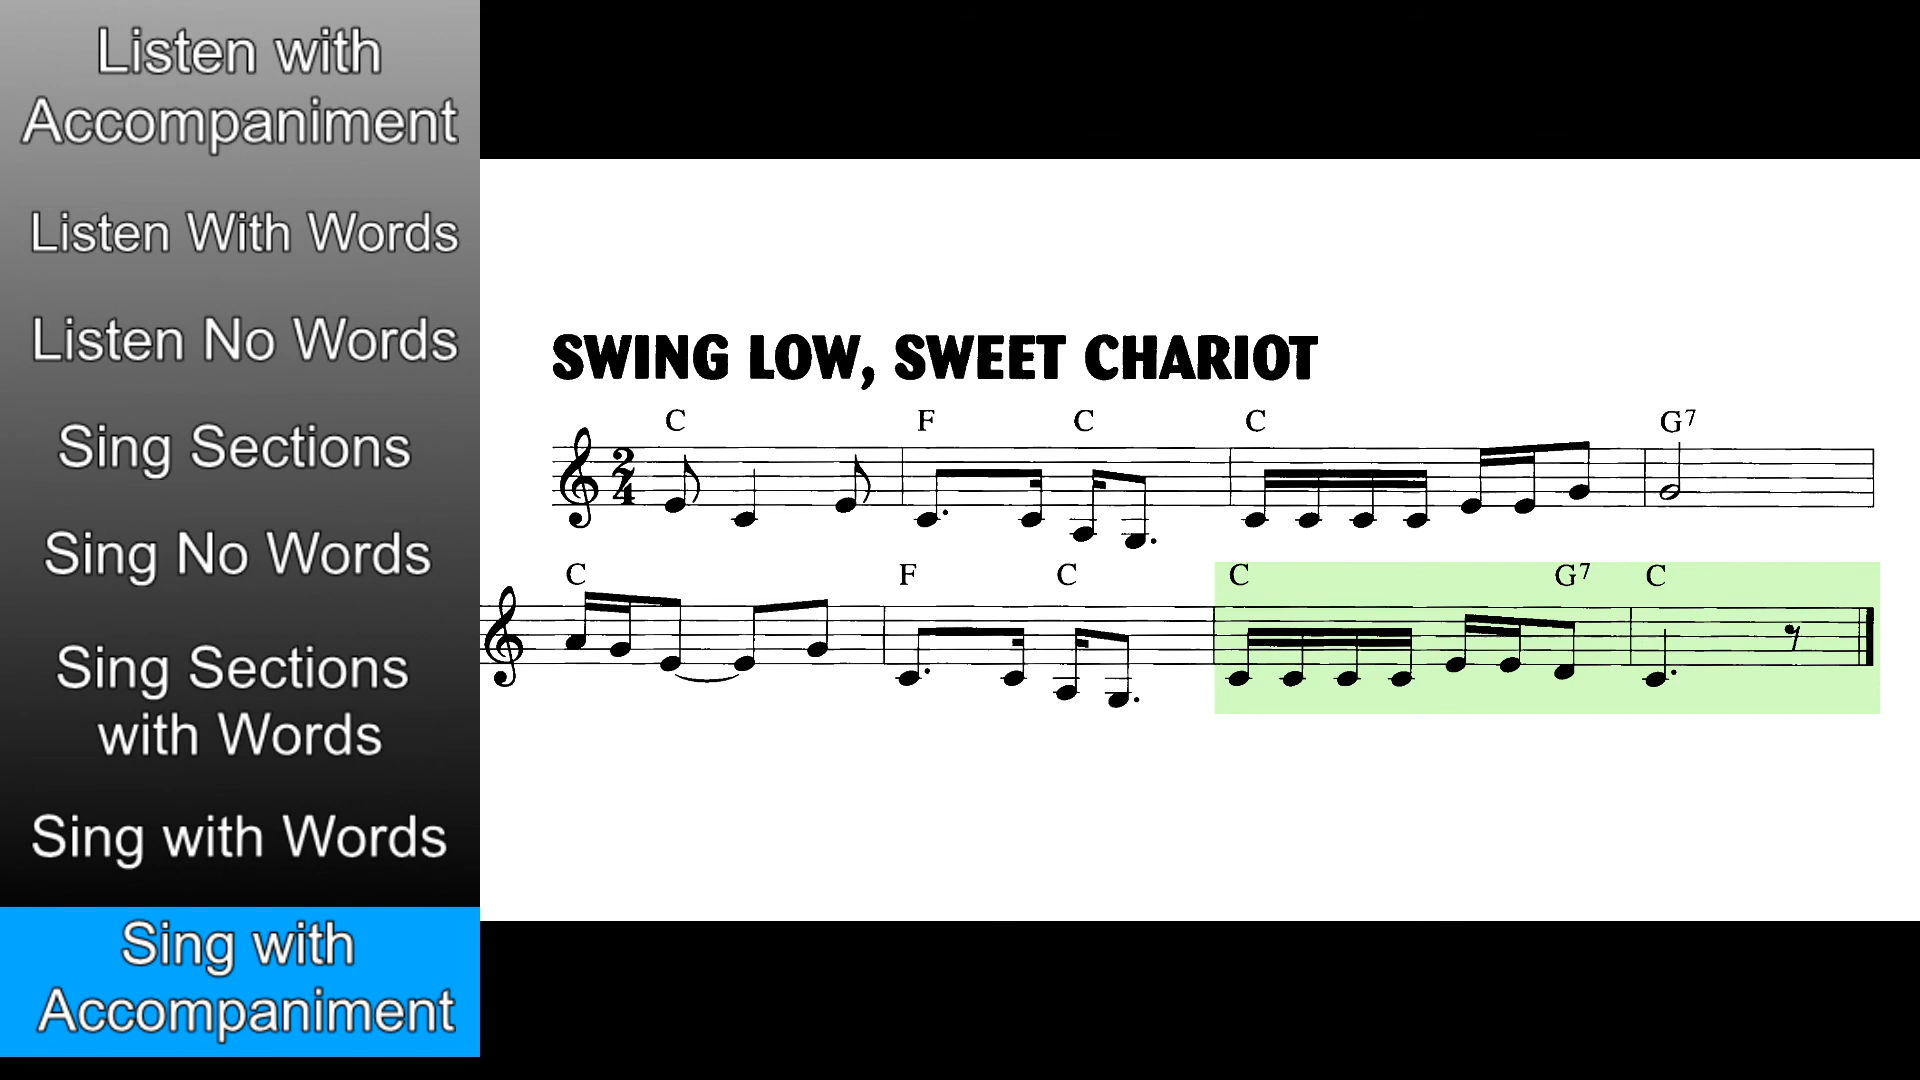 Listen with
Accompaniment
Listen With Words
Listen No Words
Sing Sections
Sing No Words
Sing Sections
with Words
Sing with Words
Sing with
Accompaniment
SWING LOW, SWEET CHARIOT
C F C C G7
2
4
C F C C G7 C